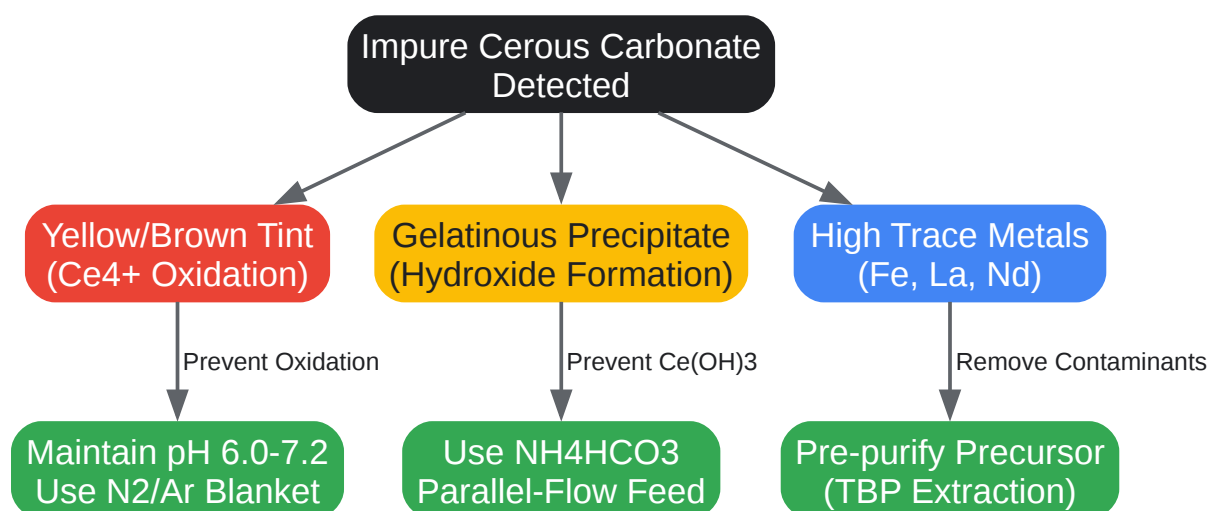 Impure Cerous Carbonate
Detected
Yellow/Brown Tint
(Ce4+ Oxidation)
Gelatinous Precipitate
(Hydroxide Formation)
High Trace Metals
(Fe, La, Nd)
Prevent Oxidation
Prevent Ce(OH)3
Remove Contaminants
Maintain pH 6.0-7.2
Use N2/Ar Blanket
Use NH4HCO3
Parallel-Flow Feed
Pre-purify Precursor
(TBP Extraction)